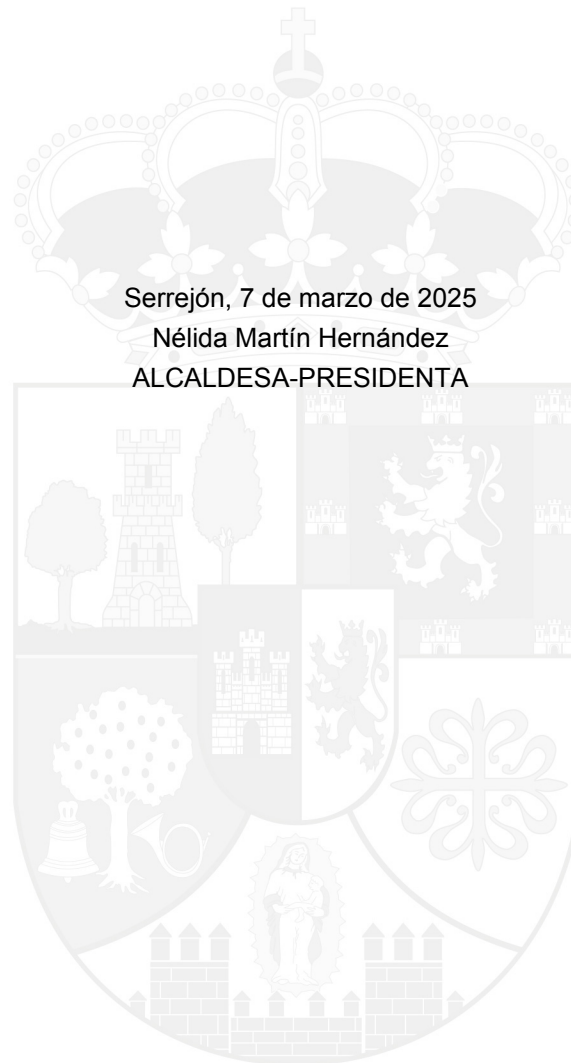 Serrejón, 7 de marzo de 2025
Nélida Martín Hernández
ALCALDESA-PRESIDENTA